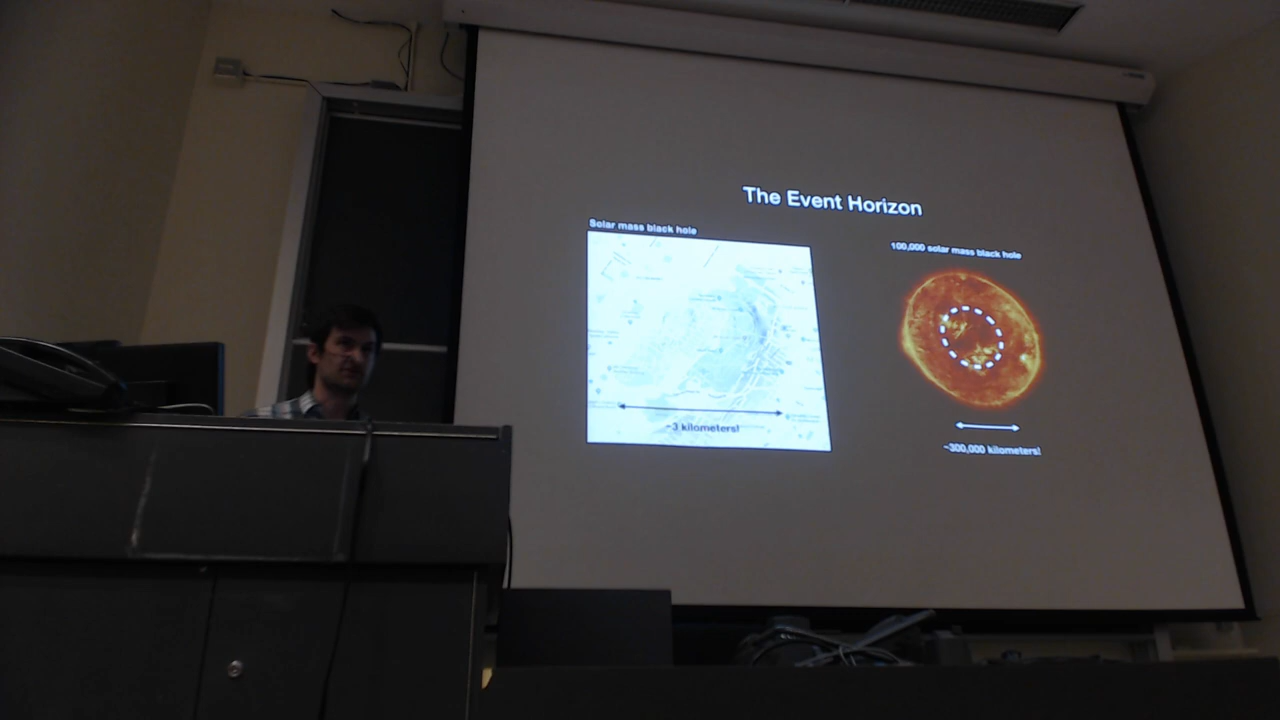 The Event Horizon
Solar mass black hole
100,000 solar mass black hole
~3 kilometers!
~300,000 kilometers!